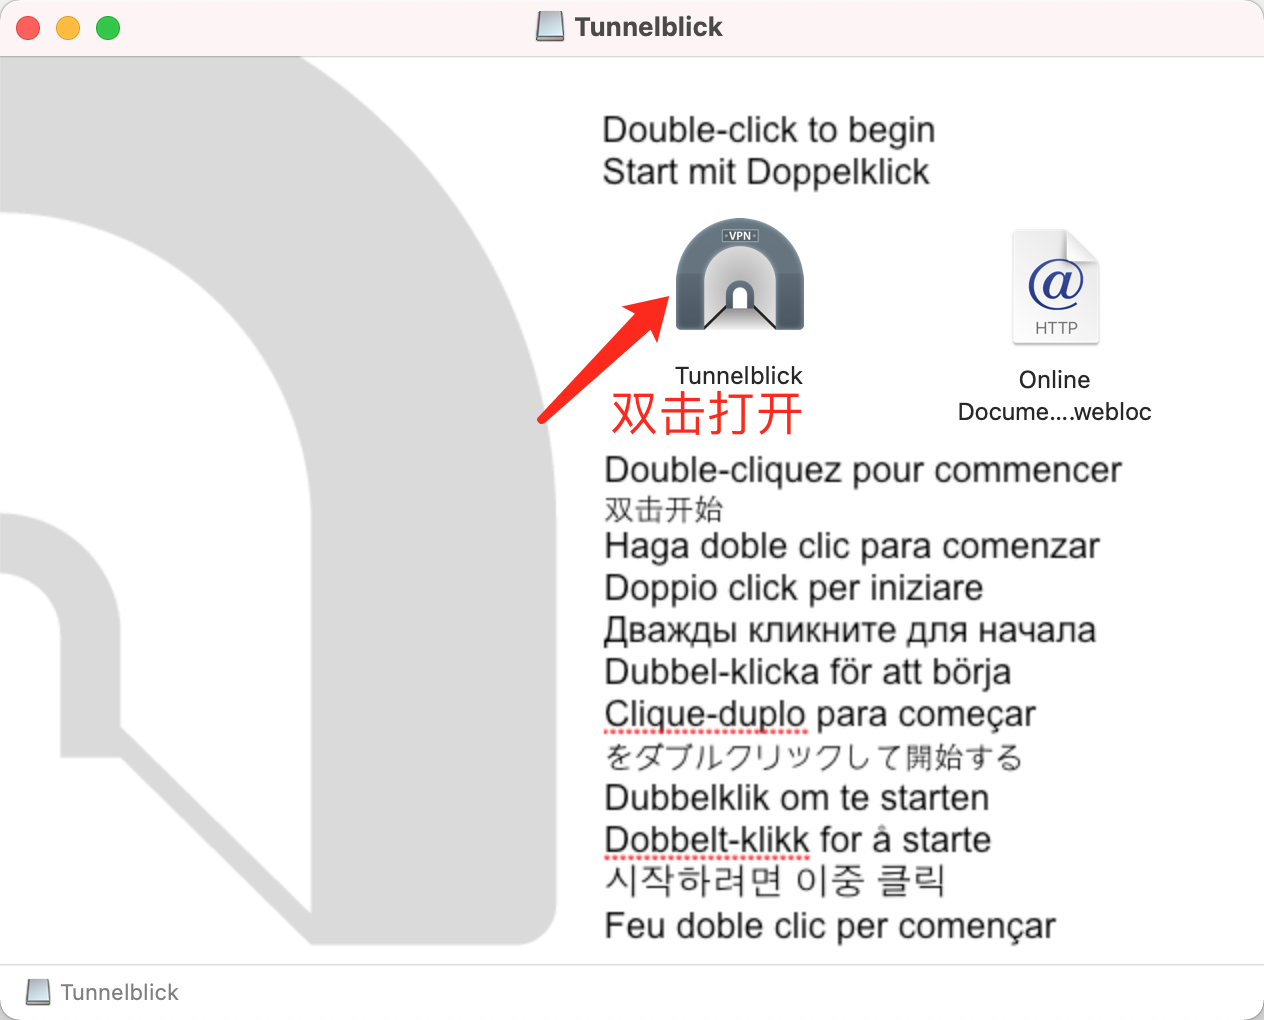 Tunnelblick
Double-click to begin
Start mit Doppelklick
VPN
HTTP
Tunnelblick
Online
Docume....webloc
双击打开
Double-cliquez pour commencer
双击开始
Haga doble clic para comenzar
Doppio click per iniziare
Дважды кликните для начала
Dubbel-klicka för att börja
Clique-duplo para começar
をダブルクリックして開始する
Dubbelklik om te starten
Dobbelt-klikk for å starte
시작하려면 이중 클릭
Feu doble clic per començar
Tunnelblick